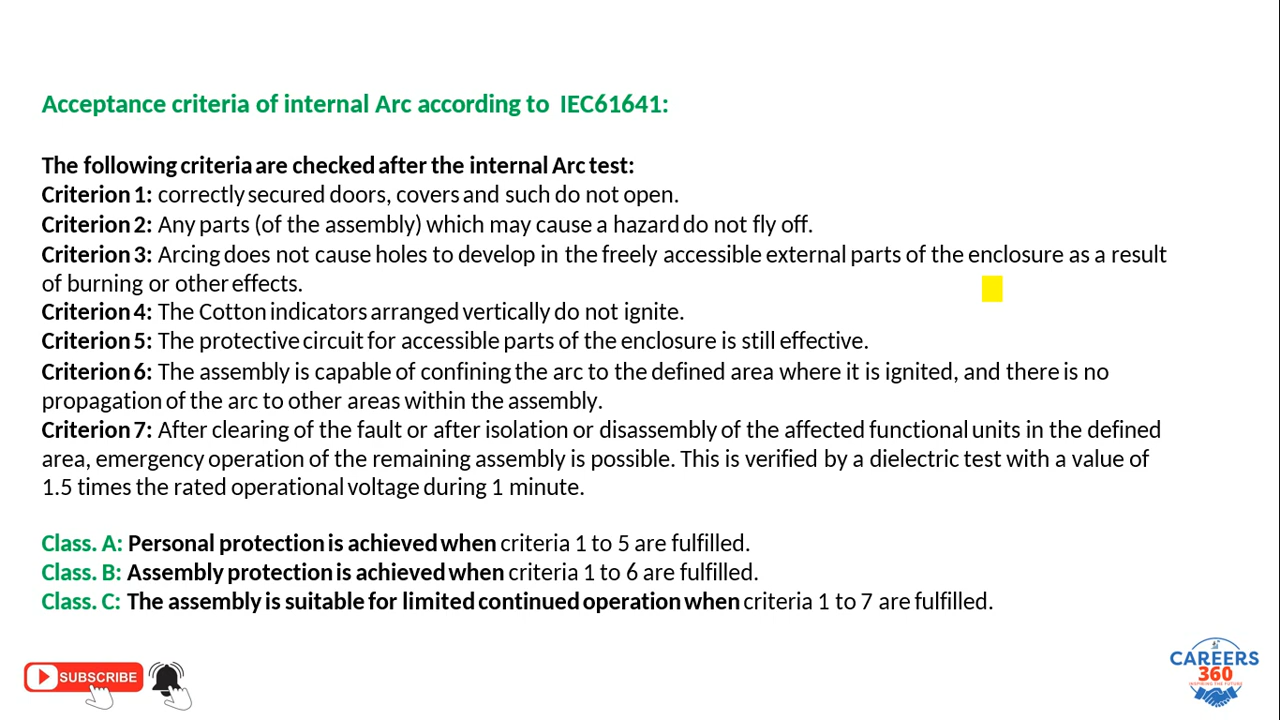 Acceptance criteria of internal Arc according to IEC61641:
The following criteria are checked after the internal Arc test:
Criterion 1: correctly secured doors, covers and such do not open.
Criterion 2: Any parts (of the assembly) which may cause a hazard do not fly off.
Criterion 3: Arcing does not cause holes to develop in the freely accessible external parts of the enclosure as a result
of burning or other effects.
Criterion 4: The Cotton indicators arranged vertically do not ignite.
Criterion 5: The protective circuit for accessible parts of the enclosure is still effective.
Criterion 6: The assembly is capable of confining the arc to the defined area where it is ignited, and there is no
propagation of the arc to other areas within the assembly.
Criterion 7: After clearing of the fault or after isolation or disassembly of the affected functional units in the defined
area, emergency operation of the remaining assembly is possible. This is verified by a dielectric test with a value of
1.5 times the rated operational voltage during 1 minute.
Class. A: Personal protection is achieved when criteria 1 to 5 are fulfilled.
Class. B: Assembly protection is achieved when criteria 1 to 6 are fulfilled.
Class. C: The assembly is suitable for limited continued operation when criteria 1 to 7 are fulfilled.
SUBSCRIBE
CAREERS
360
INSPIRING THE FUTURE